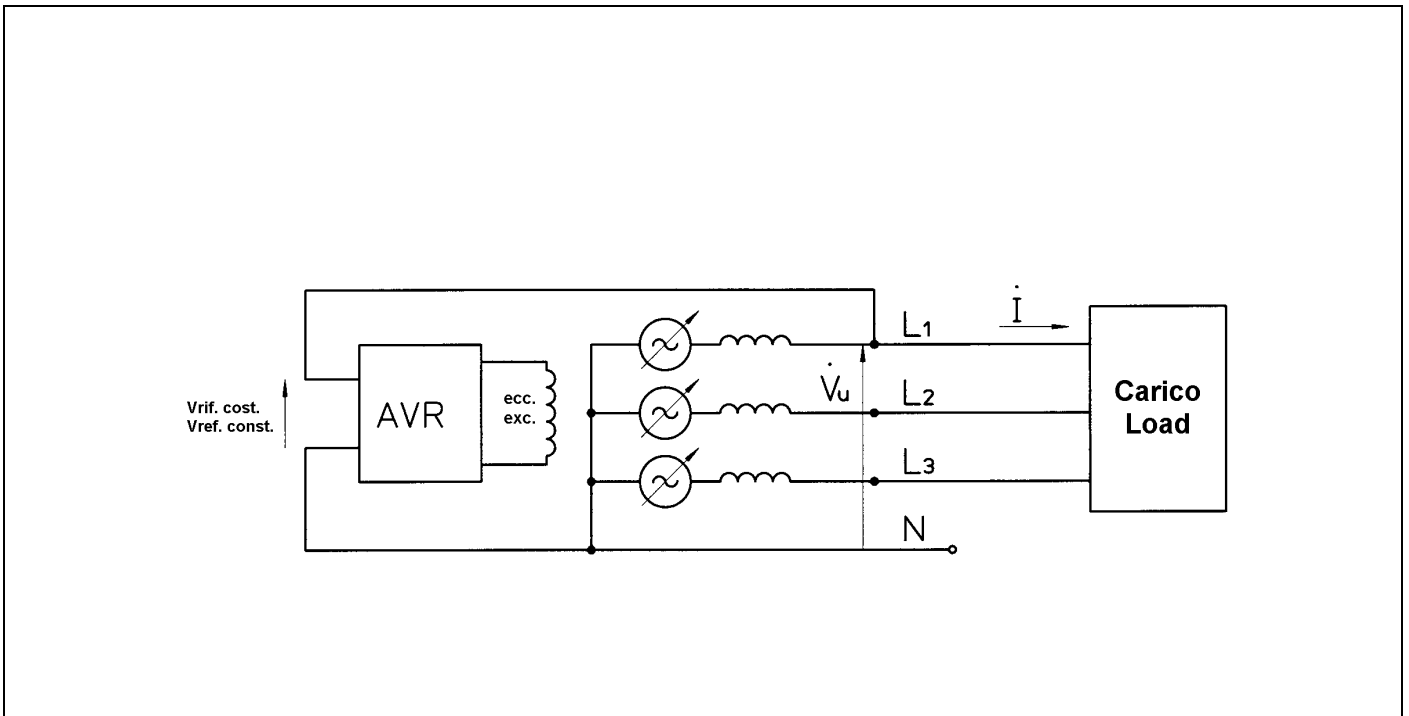 İ
L1
V̇u
L2
L3
N
Carico
Load
ecc.
exc.
AVR
Vrif. cost.
Vref. const.